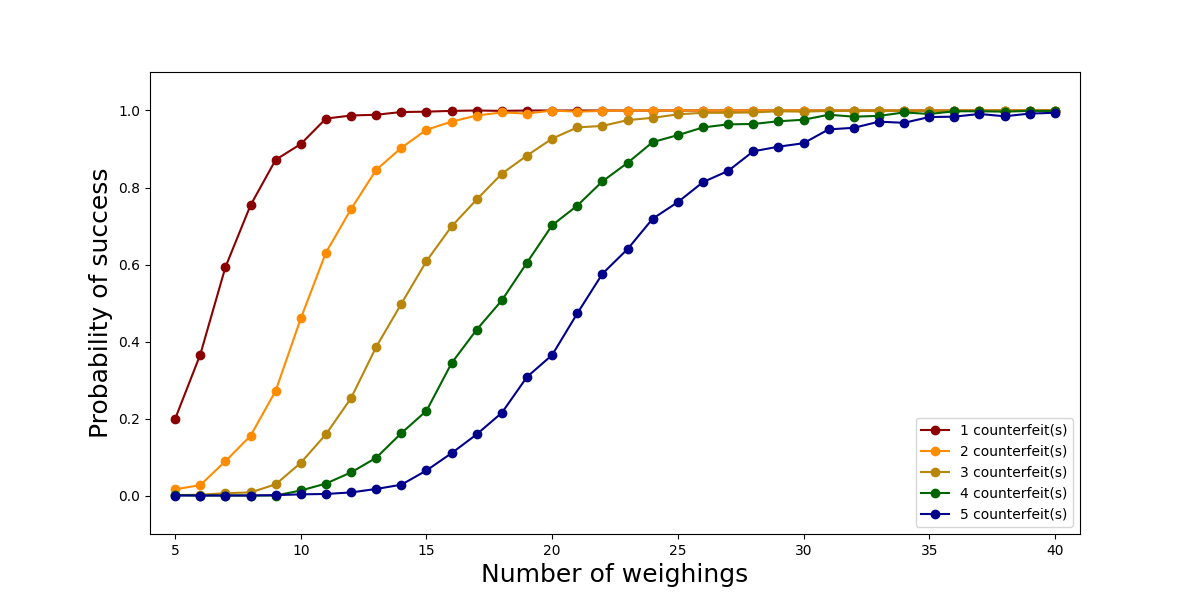 Probability of success
1.0
0.8
0.6
0.4
0.2
0.0
1 counterfeit(s)
2 counterfeit(s)
3 counterfeit(s)
4 counterfeit(s)
5 counterfeit(s)
5 10 15 20 25 30 35 40
Number of weighings